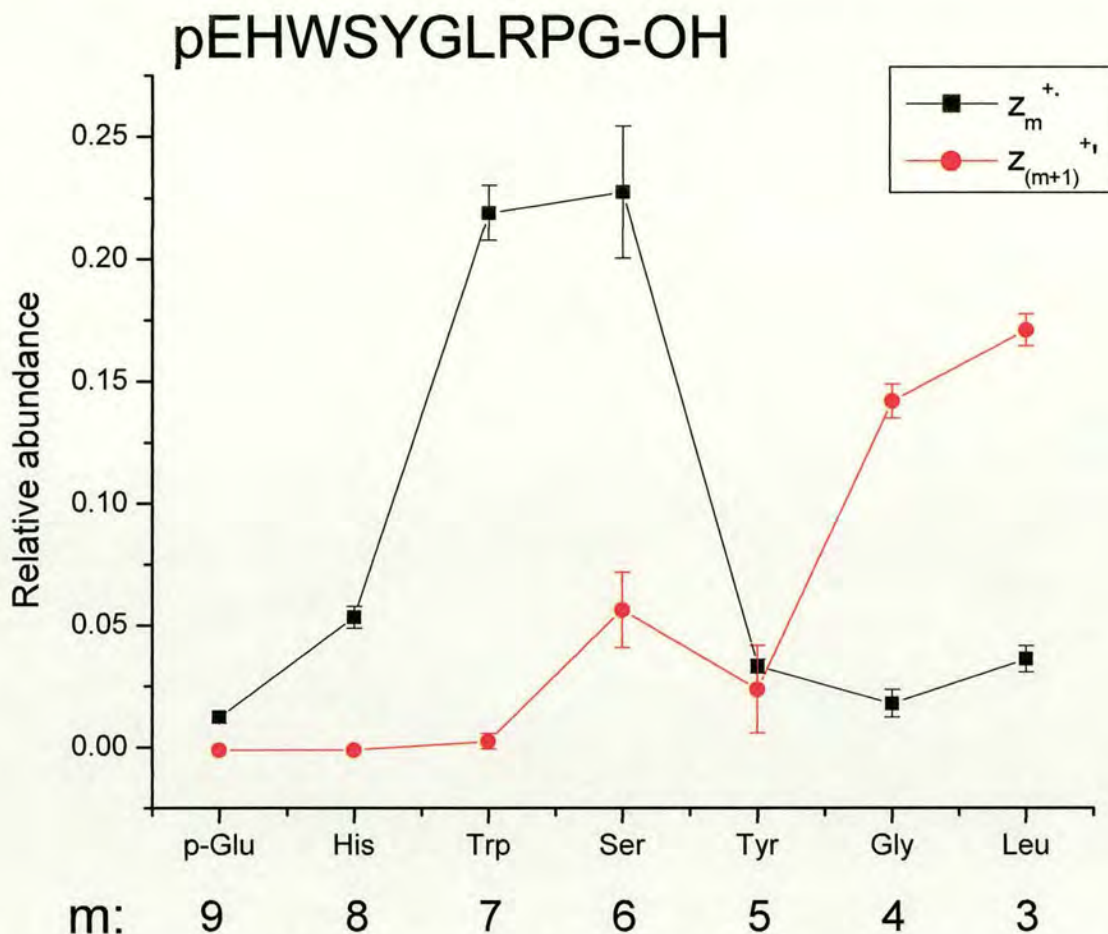 pEHWSYGLRPG-OH
z_m^{+·}
z_{(m+1)}^{+'}
Relative abundance
0.25
0.20
0.15
0.10
0.05
0.00
p-Glu His Trp Ser Tyr Gly Leu
m: 9 8 7 6 5 4 3